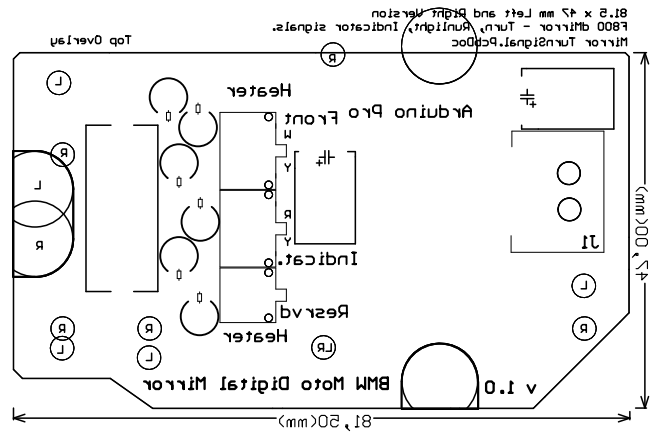 81.5 x 47 mm Left and Right Version
F800 dMirror - Turn, Runlight, Indicator signals.
Mirror TurnSignal.PcbDoc
Top Overlay
R
L
Heater
Arduino Pro
Front
W
R
Y
L
R
Y
R
J1
Indicat.
47,00(mm)
L
Resrvd
R
R
R
Heater
L
L
LR
BMW Moto Digital Mirror
v 1.0
81,50(mm)